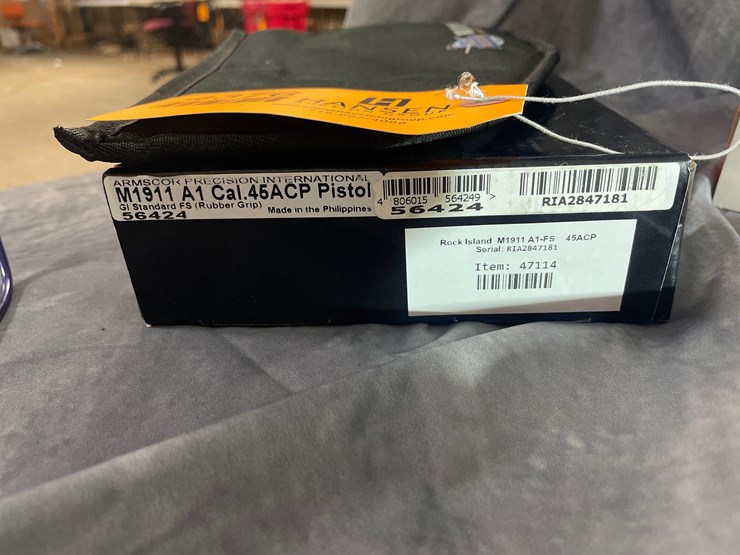 HANSEN
ARMSCOR PRECISION INTERNATIONAL
M1911 A1 Cal.45ACP Pistol
GI Standard FS (Rubber Grip) Made in the Philippines
56424
4 806015 564249 >
56424
RIA2847181
Rock Island M1911 A1-FS 45ACP
Serial: RIA2847181
Item: 47114